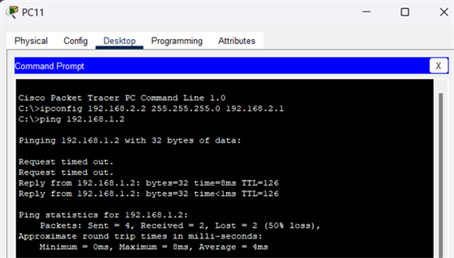 PC11
Physical Config Desktop Programming Attributes
Command Prompt
X
Cisco Packet Tracer PC Command Line 1.0
C:\>ipconfig 192.168.2.2 255.255.255.0 192.168.2.1
C:\>ping 192.168.1.2
Pinging 192.168.1.2 with 32 bytes of data:
Request timed out.
Request timed out.
Reply from 192.168.1.2: bytes=32 time=8ms TTL=126
Reply from 192.168.1.2: bytes=32 time<1ms TTL=126
Ping statistics for 192.168.1.2:
Packets: Sent = 4, Received = 2, Lost = 2 (50% loss),
Approximate round trip times in milli-seconds:
Minimum = 0ms, Maximum = 8ms, Average = 4ms